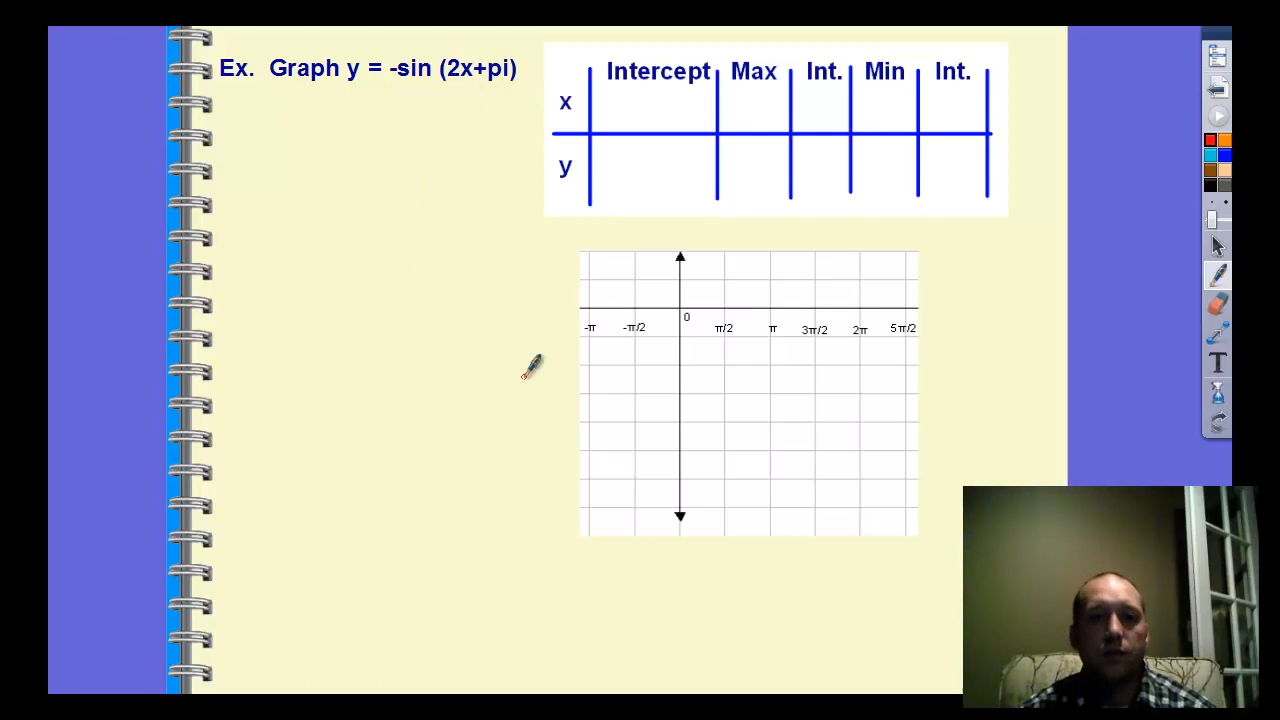 Ex. Graph y = -sin (2x+pi)
Intercept Max Int. Min Int.
x
y
0
-π -π/2 π/2 π 3π/2 2π 5π/2
T